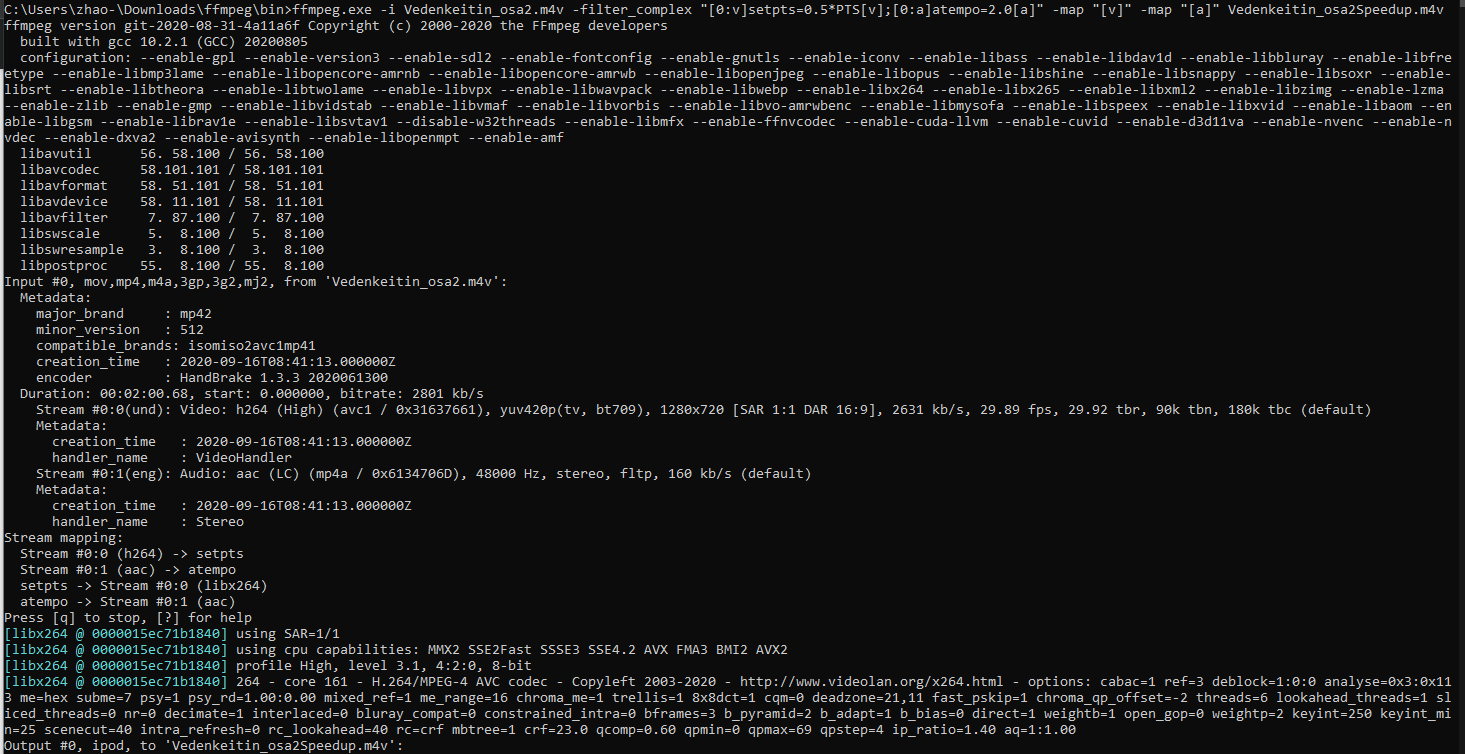 C:\Users\zhao-\Downloads\ffmpeg\bin>ffmpeg.exe -i Vedenkeitin_osa2.m4v -filter_complex "[0:v]setpts=0.5*PTS[v];[0:a]atempo=2.0[a]" -map "[v]" -map "[a]" Vedenkeitin_osa2Speedup.m4v
ffmpeg version git-2020-08-31-4a11a6f Copyright (c) 2000-2020 the FFmpeg developers
  built with gcc 10.2.1 (GCC) 20200805
  configuration: --enable-gpl --enable-version3 --enable-sdl2 --enable-fontconfig --enable-gnutls --enable-iconv --enable-libass --enable-libdav1d --enable-libbluray --enable-libfre
etype --enable-libmp3lame --enable-libopencore-amrnb --enable-libopencore-amrwb --enable-libopenjpeg --enable-libopus --enable-libshine --enable-libsnappy --enable-libsoxr --enable-
libsrt --enable-libtheora --enable-libtwolame --enable-libvpx --enable-libwavpack --enable-libwebp --enable-libx264 --enable-libx265 --enable-libxml2 --enable-libzimg --enable-lzma
--enable-zlib --enable-gmp --enable-libvidstab --enable-libvmaf --enable-libvorbis --enable-libvo-amrwbenc --enable-libmysofa --enable-libspeex --enable-libxvid --enable-libaom --en
able-libgsm --enable-librav1e --enable-libsvtav1 --disable-w32threads --enable-libmfx --enable-ffnvcodec --enable-cuda-llvm --enable-cuvid --enable-d3d11va --enable-nvenc --enable-n
vdec --enable-dxva2 --enable-avisynth --enable-libopenmpt --enable-amf
  libavutil      56. 58.100 / 56. 58.100
  libavcodec     58.101.101 / 58.101.101
  libavformat    58. 51.101 / 58. 51.101
  libavdevice    58. 11.101 / 58. 11.101
  libavfilter     7. 87.100 /  7. 87.100
  libswscale      5.  8.100 /  5.  8.100
  libswresample   3.  8.100 /  3.  8.100
  libpostproc    55.  8.100 / 55.  8.100
Input #0, mov,mp4,m4a,3gp,3g2,mj2, from 'Vedenkeitin_osa2.m4v':
  Metadata:
    major_brand     : mp42
    minor_version   : 512
    compatible_brands: isomiso2avc1mp41
    creation_time   : 2020-09-16T08:41:13.000000Z
    encoder         : HandBrake 1.3.3 2020061300
  Duration: 00:02:00.68, start: 0.000000, bitrate: 2801 kb/s
    Stream #0:0(und): Video: h264 (High) (avc1 / 0x31637661), yuv420p(tv, bt709), 1280x720 [SAR 1:1 DAR 16:9], 2631 kb/s, 29.89 fps, 29.92 tbr, 90k tbn, 180k tbc (default)
    Metadata:
      creation_time   : 2020-09-16T08:41:13.000000Z
      handler_name    : VideoHandler
    Stream #0:1(eng): Audio: aac (LC) (mp4a / 0x6134706D), 48000 Hz, stereo, fltp, 160 kb/s (default)
    Metadata:
      creation_time   : 2020-09-16T08:41:13.000000Z
      handler_name    : Stereo
Stream mapping:
  Stream #0:0 (h264) -> setpts
  Stream #0:1 (aac) -> atempo
  setpts -> Stream #0:0 (libx264)
  atempo -> Stream #0:1 (aac)
Press [q] to stop, [?] for help
[libx264 @ 0000015ec71b1840] using SAR=1/1
[libx264 @ 0000015ec71b1840] using cpu capabilities: MMX2 SSE2Fast SSSE3 SSE4.2 AVX FMA3 BMI2 AVX2
[libx264 @ 0000015ec71b1840] profile High, level 3.1, 4:2:0, 8-bit
[libx264 @ 0000015ec71b1840] 264 - core 161 - H.264/MPEG-4 AVC codec - Copyleft 2003-2020 - http://www.videolan.org/x264.html - options: cabac=1 ref=3 deblock=1:0:0 analyse=0x3:0x11
3 me=hex subme=7 psy=1 psy_rd=1.00:0.00 mixed_ref=1 me_range=16 chroma_me=1 trellis=1 8x8dct=1 cqm=0 deadzone=21,11 fast_pskip=1 chroma_qp_offset=-2 threads=6 lookahead_threads=1 sl
iced_threads=0 nr=0 decimate=1 interlaced=0 bluray_compat=0 constrained_intra=0 bframes=3 b_pyramid=2 b_adapt=1 b_bias=0 direct=1 weightb=1 open_gop=0 weightp=2 keyint=250 keyint_mi
n=25 scenecut=40 intra_refresh=0 rc_lookahead=40 rc=crf mbtree=1 crf=23.0 qcomp=0.60 qpmin=0 qpmax=69 qpstep=4 ip_ratio=1.40 aq=1:1.00
Output #0, ipod, to 'Vedenkeitin_osa2Speedup.m4v':